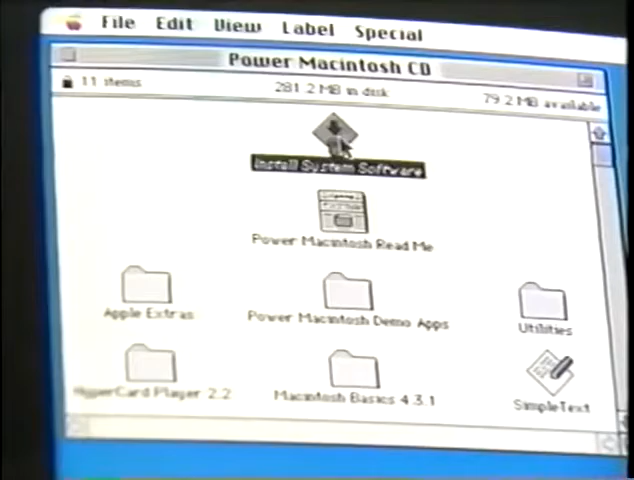 File Edit View Label Special
Power Macintosh CD
11 items 281.2 MB in disk 79.2 MB available
Install System Software
Power Macintosh Read Me
Apple Extras Power Macintosh Demo Apps Utilities
HyperCard Player 2.2 Macintosh Basics 4.3.1 SimpleText